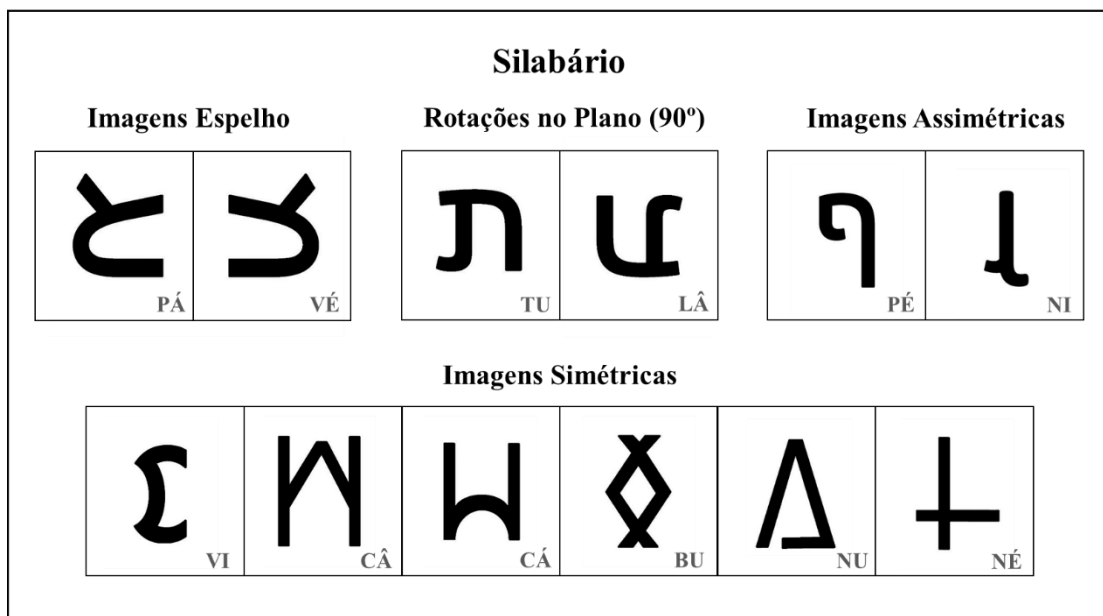 Silabário
Imagens Espelho
Rotações no Plano (90º)
Imagens Assimétricas
PÁ VÉ TU LÂ PÉ NI
Imagens Simétricas
VI CÂ CÁ BU NU NÉ